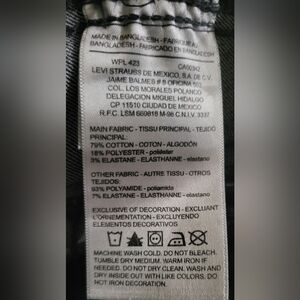 MADE IN BANGLADESH - FABRIQUÉ AU
BANGLADESH - FABRICADO EN BANGLADESH
WPL 423
LEVI STRAUSS DE MEXICO, S.A. DE C.V.
JAIME BALMES # 8 OFICINA
COL. LOS MORALES POLANCO
DELEGACION MIGUEL HIDALGO
CP 11510 CIUDAD DE MEXICO
R.F.C. M-98 C.N.I.V. 3337
MAIN FABRIC - TISSU PRINCIPAL - TEJIDO
PRINCIPAL:
79% COTTON - COTON - ALGODÓN
18% POLYESTER - poliéster
3% ELASTANE - ELASTHANNE - elastano
OTHER FABRIC - AUTRE TISSU - OTROS
TEJIDOS:
93% POLYAMIDE - poliamida
7% ELASTANE - ELASTHANNE - elastano
EXCLUSIVE OF DECORATION - EXCLUANT
L'ORNEMENTATION - EXCLUYENDO
ELEMENTOS DECORATIVOS
MACHINE WASH COLD. DO NOT BLEACH.
TUMBLE DRY MEDIUM. WARM IRON IF
NEEDED. DO NOT DRY CLEAN. WASH AND
DRY INSIDE OUT WITH LIKE COLORS. DO
NOT IRON DECORATION.